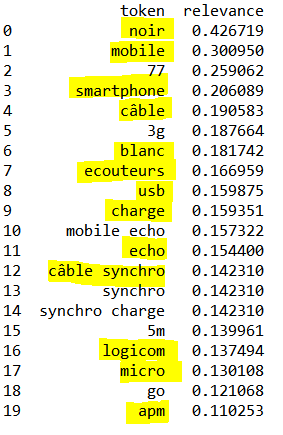 token relevance
0 noir 0.426719
1 mobile 0.300950
2 77 0.259062
3 smartphone 0.206089
4 câble 0.190583
5 3g 0.187664
6 blanc 0.181742
7 ecouteurs 0.166959
8 usb 0.159875
9 charge 0.159351
10 mobile echo 0.157322
11 echo 0.154400
12 câble synchro 0.142310
13 synchro 0.142310
14 synchro charge 0.142310
15 5m 0.139961
16 logicom 0.137494
17 micro 0.130108
18 go 0.121068
19 apm 0.110253